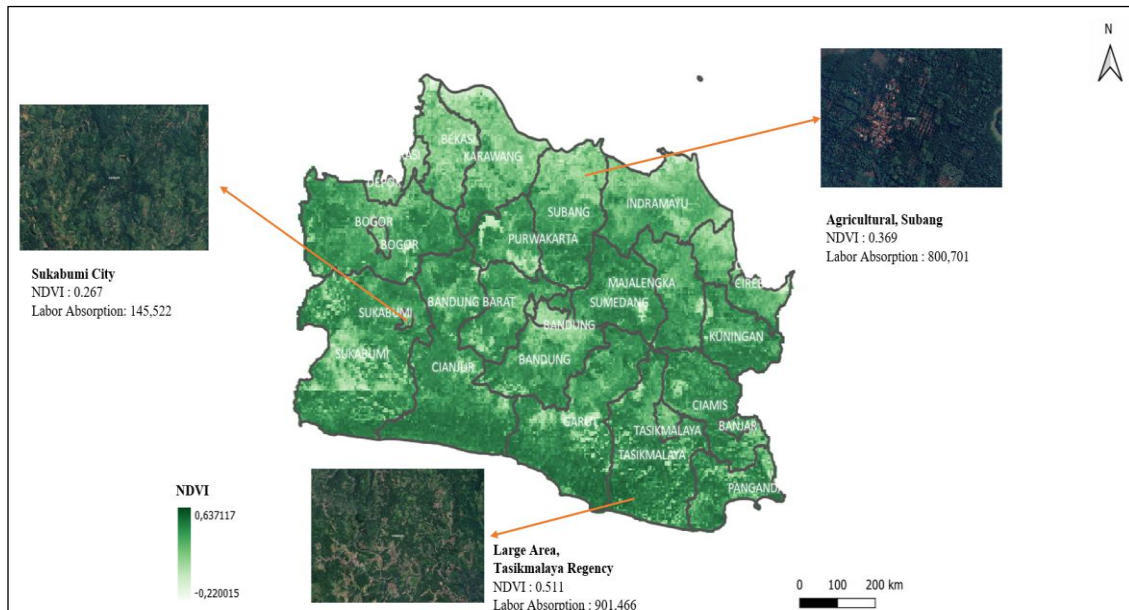 N
Sukabumi City
NDVI : 0.267
Labor Absorption: 145,522
Agricultural, Subang
NDVI : 0.369
Labor Absorption : 800,701
BEKASI
KARAWANG
DEPOK
SUBANG
INDRAMAYU
BOGOR
BOGOR
PURWAKARTA
CIREB
MAJALENGKA
BANDUNG BARAT
SUMEDANG
SUKABUMI
BANDUNG
KUNINGAN
SUKABUMI
CIANJUR
BANDUNG
CIAMIS
GARUT
TASIKMALAYA
BANJAR
TASIKMALAYA
PANGANDA
NDVI
0,637117
-0,220015
Large Area,
Tasikmalaya Regency
NDVI : 0.511
Labor Absorption : 901,466
0 100 200 km